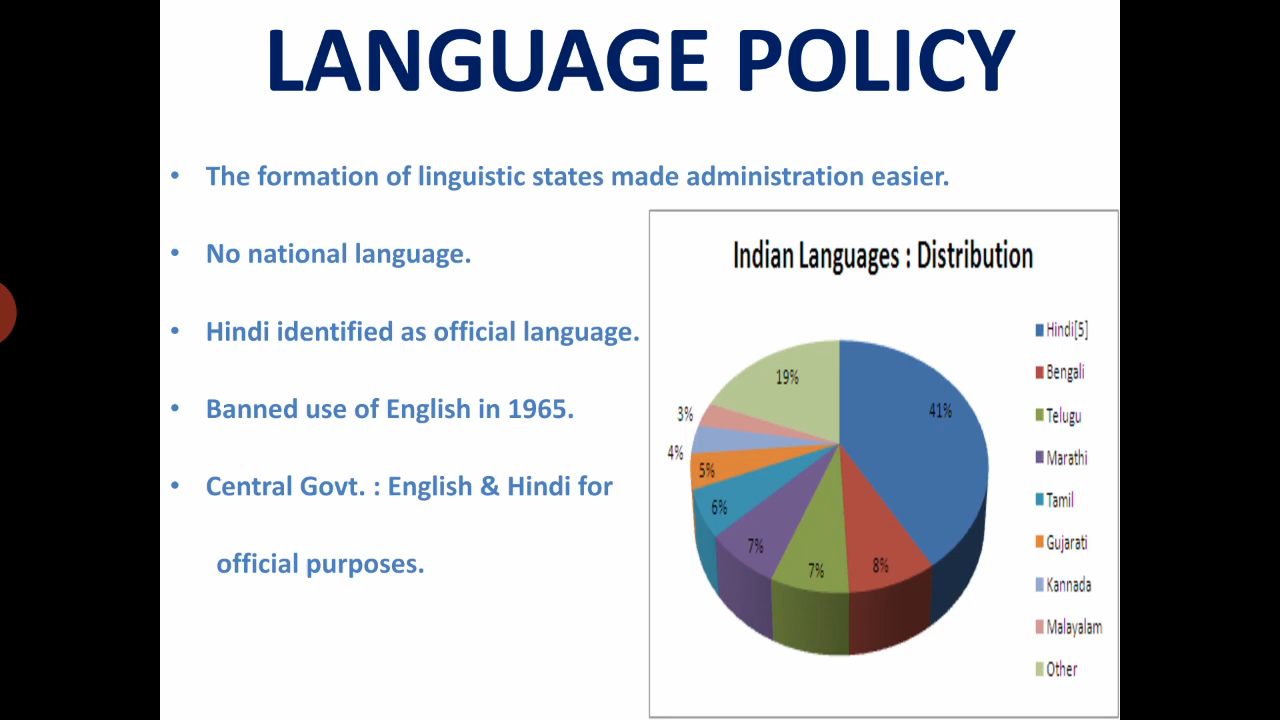 LANGUAGE POLICY
• The formation of linguistic states made administration easier.
• No national language.
• Hindi identified as official language.
• Banned use of English in 1965.
• Central Govt. : English & Hindi for
official purposes.
Indian Languages : Distribution
41%
8%
7%
7%
6%
5%
4%
3%
19%
Hindi[5]
Bengali
Telugu
Marathi
Tamil
Gujarati
Kannada
Malayalam
Other